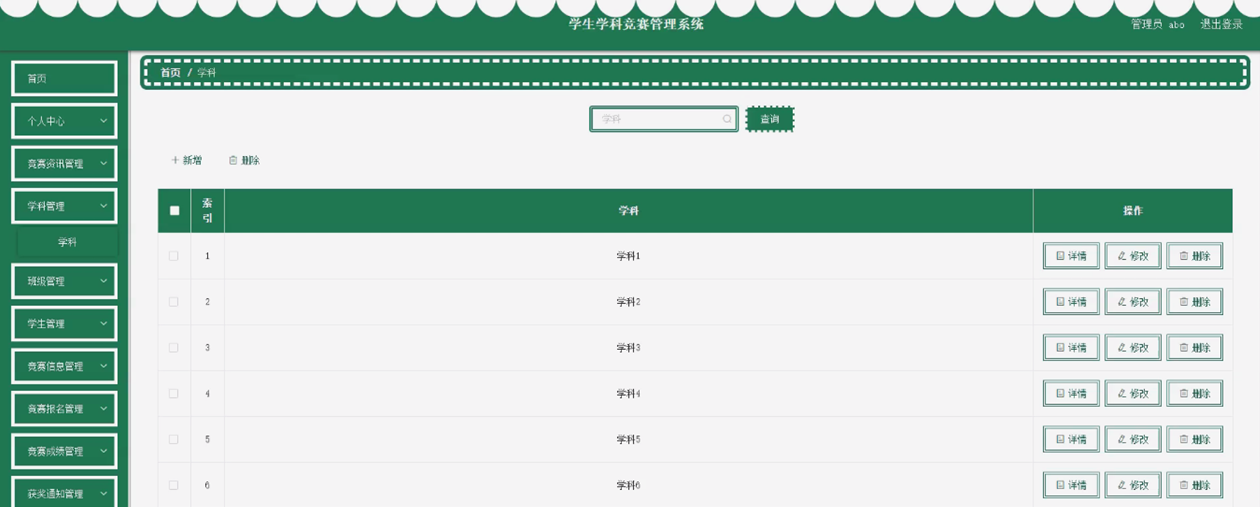 学生学科竞赛管理系统
管理员 abo 退出登录
首页
个人中心
竞赛资讯管理
学科管理
学科
班级管理
学生管理
竞赛信息管理
竞赛报名管理
竞赛成绩管理
获奖通知管理
首页 / 学科
学科 查询
新增 删除
索引 学科 操作
1 学科1 详情 修改 删除
2 学科2 详情 修改 删除
3 学科3 详情 修改 删除
4 学科4 详情 修改 删除
5 学科5 详情 修改 删除
6 学科6 详情 修改 删除